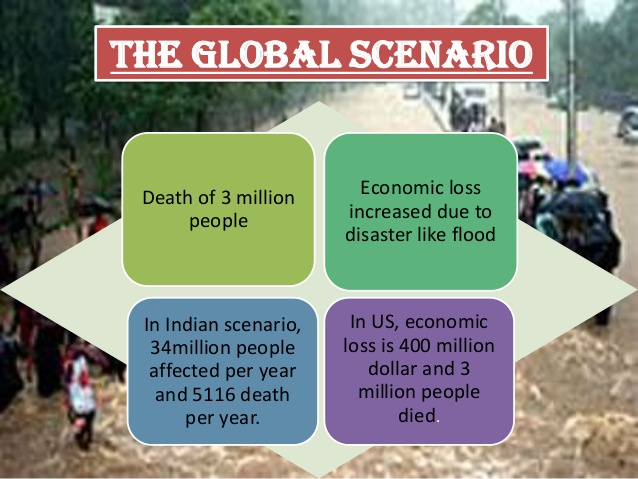 THE GLOBAL SCENARIO
Death of 3 million
people
Economic loss
increased due to
disaster like flood
In Indian scenario,
34million people
affected per year
and 5116 death
per year.
In US, economic
loss is 400 million
dollar and 3
million people
died.